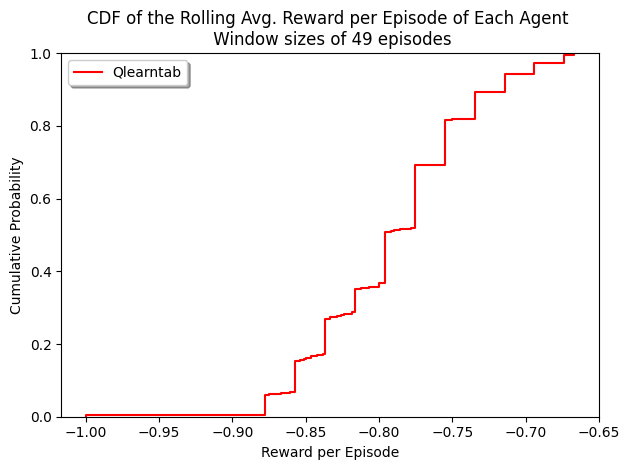 CDF of the Rolling Avg. Reward per Episode of Each Agent
Window sizes of 49 episodes
Qlearntab
Cumulative Probability
1.0
0.8
0.6
0.4
0.2
0.0
−1.00 −0.95 −0.90 −0.85 −0.80 −0.75 −0.70 −0.65
Reward per Episode